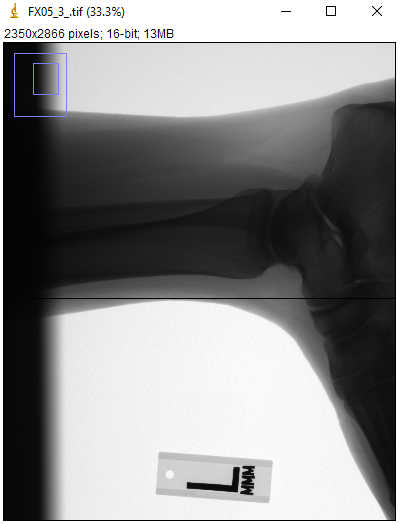 FX05_3_.tif (33.3%)
2350x2866 pixels; 16-bit; 13MB
L
MMM